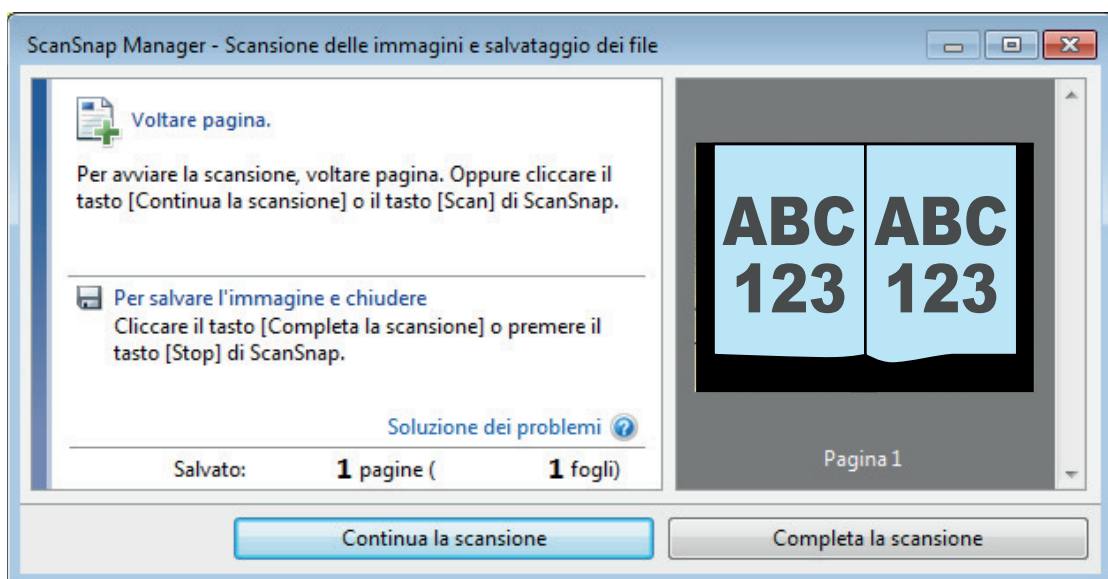 ScanSnap Manager - Scansione delle immagini e salvataggio dei file
Voltare pagina.
Per avviare la scansione, voltare pagina. Oppure cliccare il
tasto [Continua la scansione] o il tasto [Scan] di ScanSnap.
Per salvare l'immagine e chiudere
Cliccare il tasto [Completa la scansione] o premere il
tasto [Stop] di ScanSnap.
Soluzione dei problemi ?
Salvato: 1 pagine ( 1 fogli)
ABC ABC
123 123
Pagina 1
Continua la scansione Completa la scansione